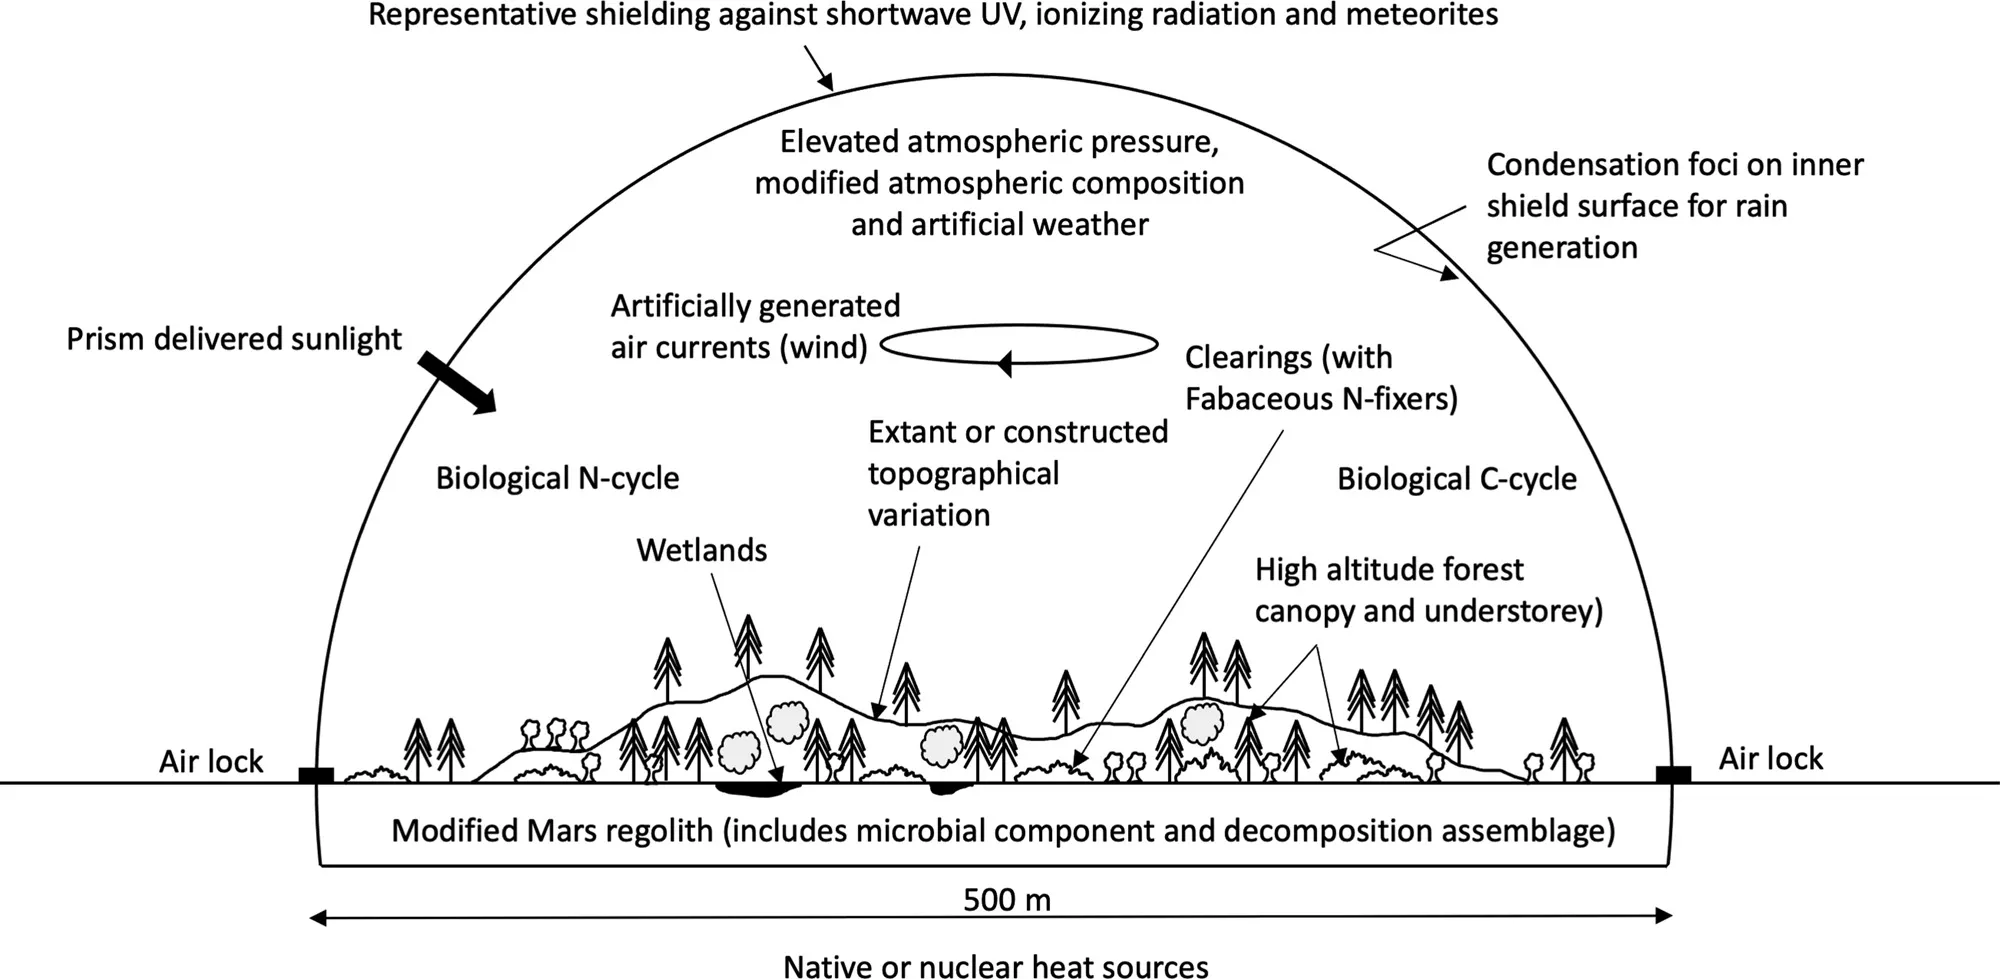 Representative shielding against shortwave UV, ionizing radiation and meteorites
Elevated atmospheric pressure,
modified atmospheric composition
and artificial weather
Condensation foci on inner
shield surface for rain
generation
Prism delivered sunlight
Artificially generated
air currents (wind)
Clearings (with
Fabaceous N-fixers)
Extant or constructed
topographical
variation
Biological N-cycle
Biological C-cycle
Wetlands
High altitude forest
canopy and understorey)
Air lock
Air lock
Modified Mars regolith (includes microbial component and decomposition assemblage)
500 m
Native or nuclear heat sources